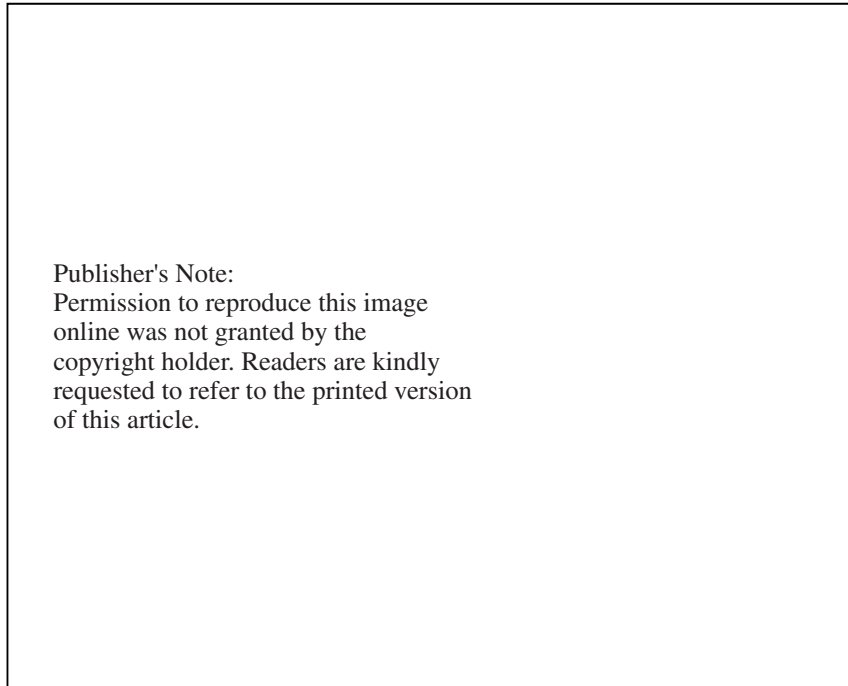 Publisher's Note:
Permission to reproduce this image
online was not granted by the
copyright holder. Readers are kindly
requested to refer to the printed version
of this article.